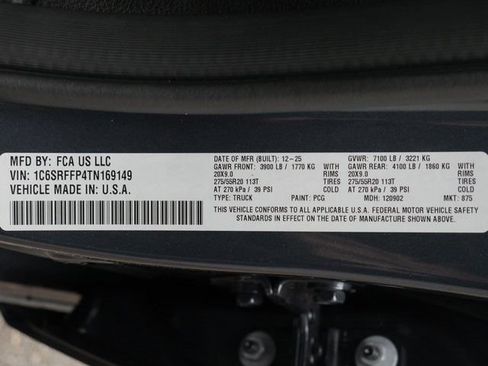 MFD BY: FCA US LLC
VIN: 1C6SRFFP4TN169149
VEHICLE MADE IN: U.S.A.
DATE OF MFR (BUILT): 12-25 GVWR: 7100 LB / 3221 KG
GAWR FRONT: 3900 LB / 1770 KG WITH GAWR REAR: 4100 LB / 1860 KG WITH
20X9.0 RIMS 20X9.0 RIMS
275/55R20 113T TIRES 275/55R20 113T TIRES
AT 270 kPa / 39 PSI COLD AT 270 kPa / 39 PSI COLD
TYPE: TRUCK PAINT: PCG MDH: 120902 MKT: 875
THIS VEHICLE CONFORMS TO ALL APPLICABLE U.S.A. FEDERAL MOTOR VEHICLE SAFETY
STANDARDS IN EFFECT ON THE DATE OF MANUFACTURE SHOWN ABOVE.